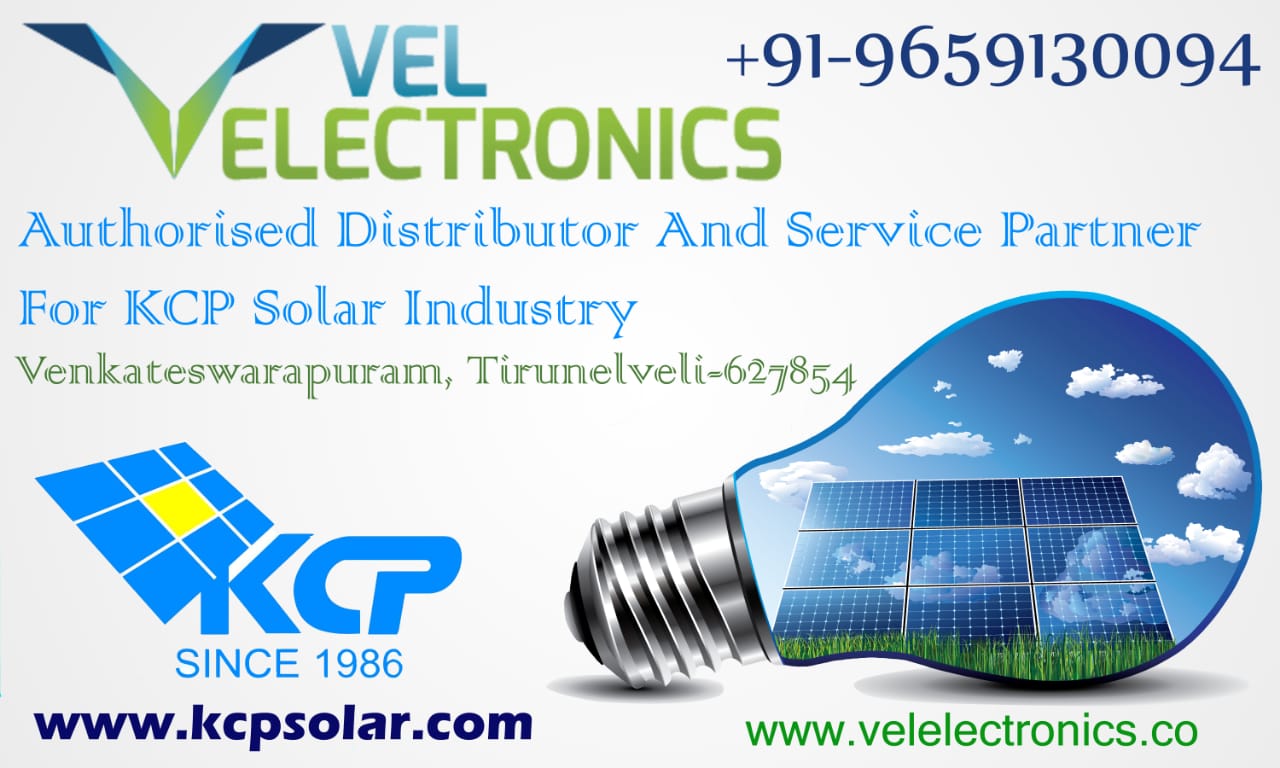 VEL
ELECTRONICS
+91-9659130094
Authorised Distributor And Service Partner
For KCP Solar Industry
Venkateswarapuram, Tirunelveli-627854
KCP
SINCE 1986
www.kcpsolar.com
www.velelectronics.co